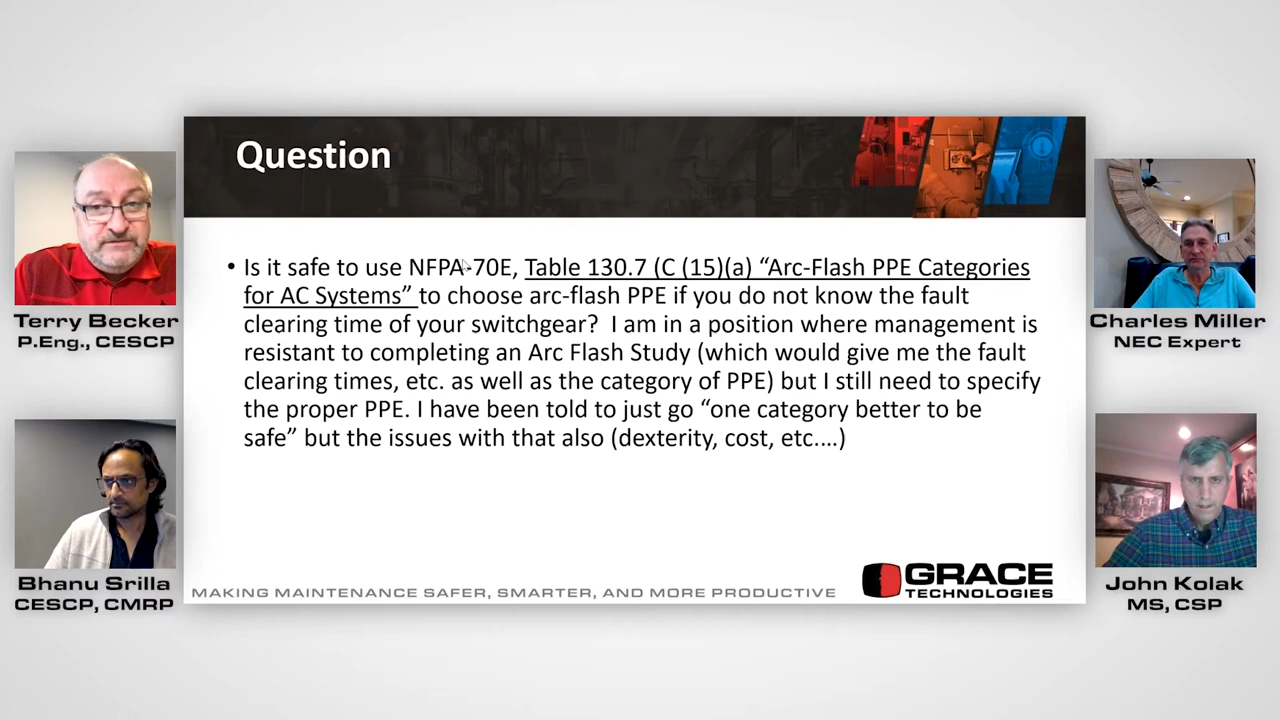 Question
• Is it safe to use NFPA-70E, Table 130.7 (C (15)(a) “Arc-Flash PPE Categories
for AC Systems” to choose arc-flash PPE if you do not know the fault
clearing time of your switchgear? I am in a position where management is
resistant to completing an Arc Flash Study (which would give me the fault
clearing times, etc. as well as the category of PPE) but I still need to specify
the proper PPE. I have been told to just go “one category better to be
safe” but the issues with that also (dexterity, cost, etc....)
MAKING MAINTENANCE SAFER, SMARTER, AND MORE PRODUCTIVE
GRACE
TECHNOLOGIES
Terry Becker
P.Eng., CESCP
Bhanu Srilla
CESCP, CMRP
Charles Miller
NEC Expert
John Kolak
MS, CSP